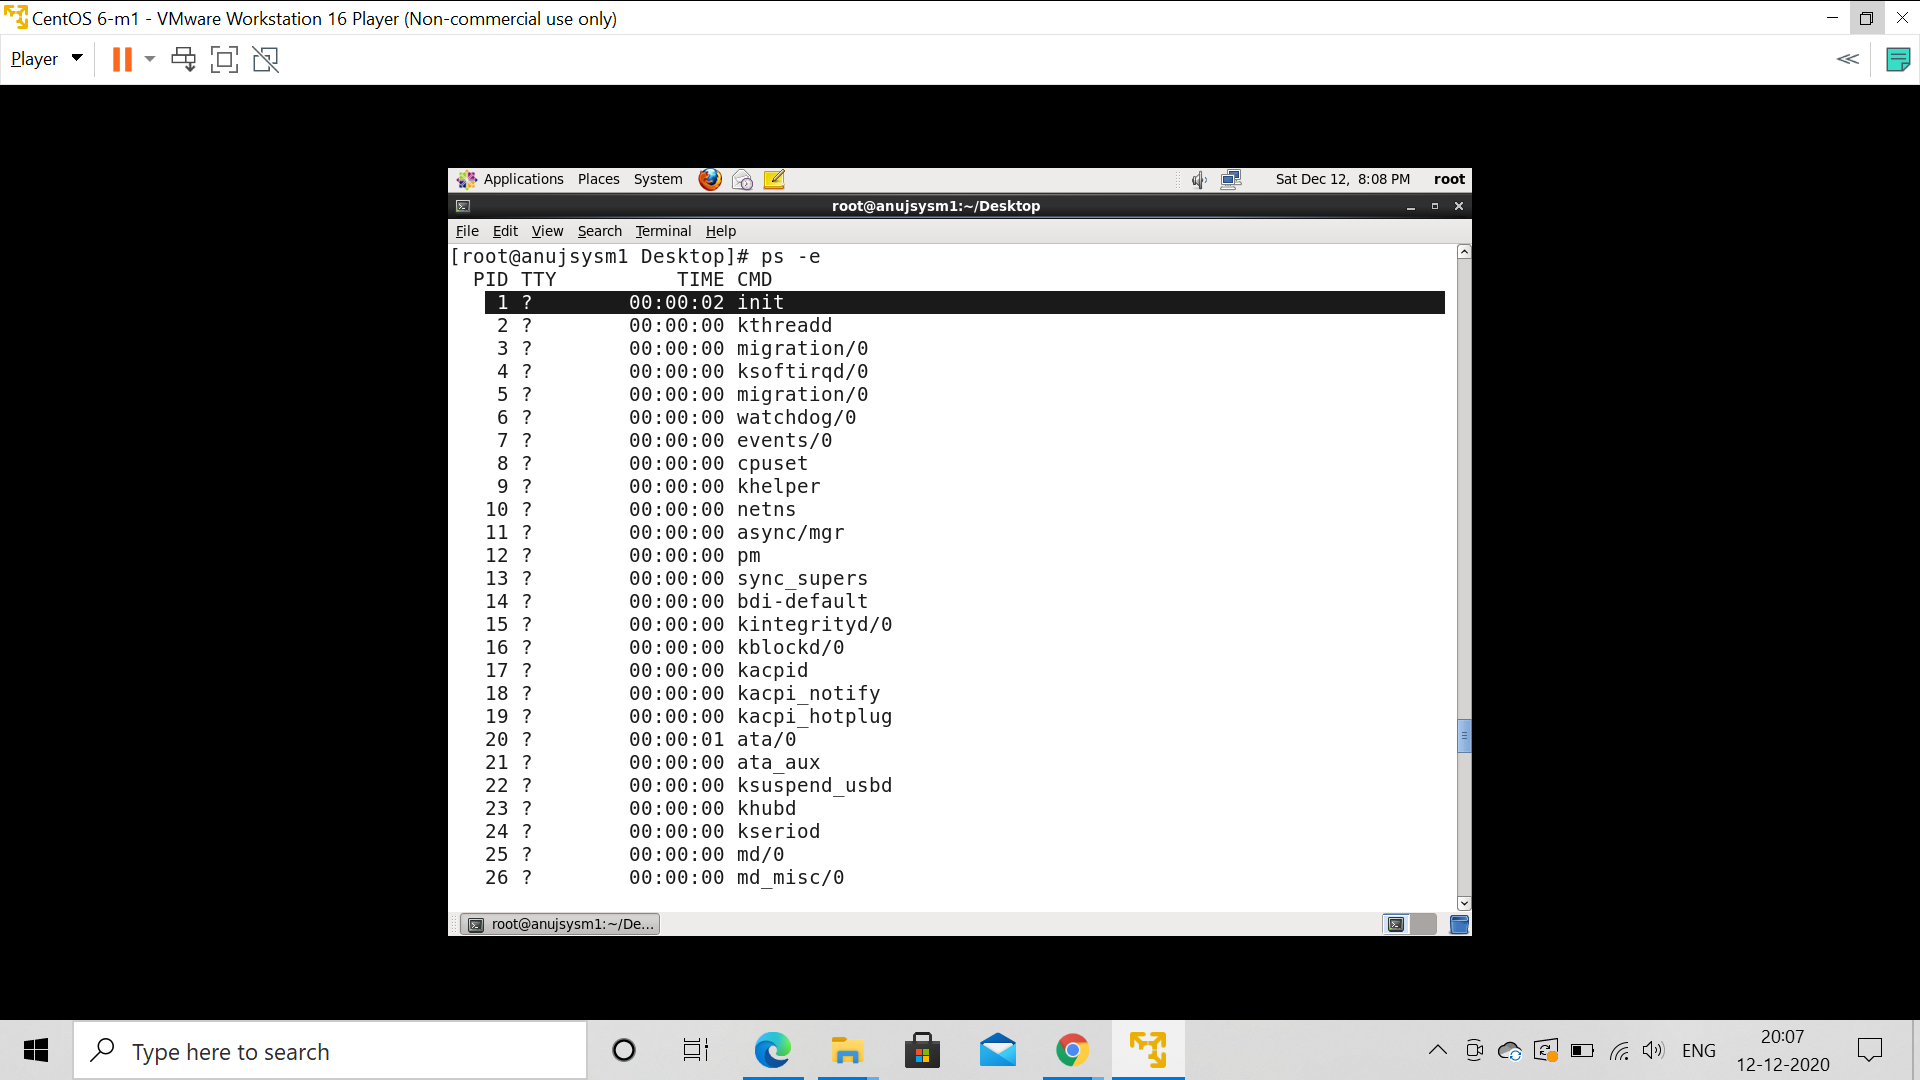 CentOS 6-m1 - VMware Workstation 16 Player (Non-commercial use only)
Player
Applications Places System Sat Dec 12, 8:08 PM root
root@anujsysm1:~/Desktop
File Edit View Search Terminal Help
[root@anujsysm1 Desktop]# ps -e
PID TTY TIME CMD
1 ? 00:00:02 init
2 ? 00:00:00 kthreadd
3 ? 00:00:00 migration/0
4 ? 00:00:00 ksoftirqd/0
5 ? 00:00:00 migration/0
6 ? 00:00:00 watchdog/0
7 ? 00:00:00 events/0
8 ? 00:00:00 cpuset
9 ? 00:00:00 khelper
10 ? 00:00:00 netns
11 ? 00:00:00 async/mgr
12 ? 00:00:00 pm
13 ? 00:00:00 sync_supers
14 ? 00:00:00 bdi-default
15 ? 00:00:00 kintegrityd/0
16 ? 00:00:00 kblockd/0
17 ? 00:00:00 kacpid
18 ? 00:00:00 kacpi_notify
19 ? 00:00:00 kacpi_hotplug
20 ? 00:00:01 ata/0
21 ? 00:00:00 ata_aux
22 ? 00:00:00 ksuspend_usbd
23 ? 00:00:00 khubd
24 ? 00:00:00 kseriod
25 ? 00:00:00 md/0
26 ? 00:00:00 md_misc/0
root@anujsysm1:~/De...
Type here to search
ENG
20:07
12-12-2020